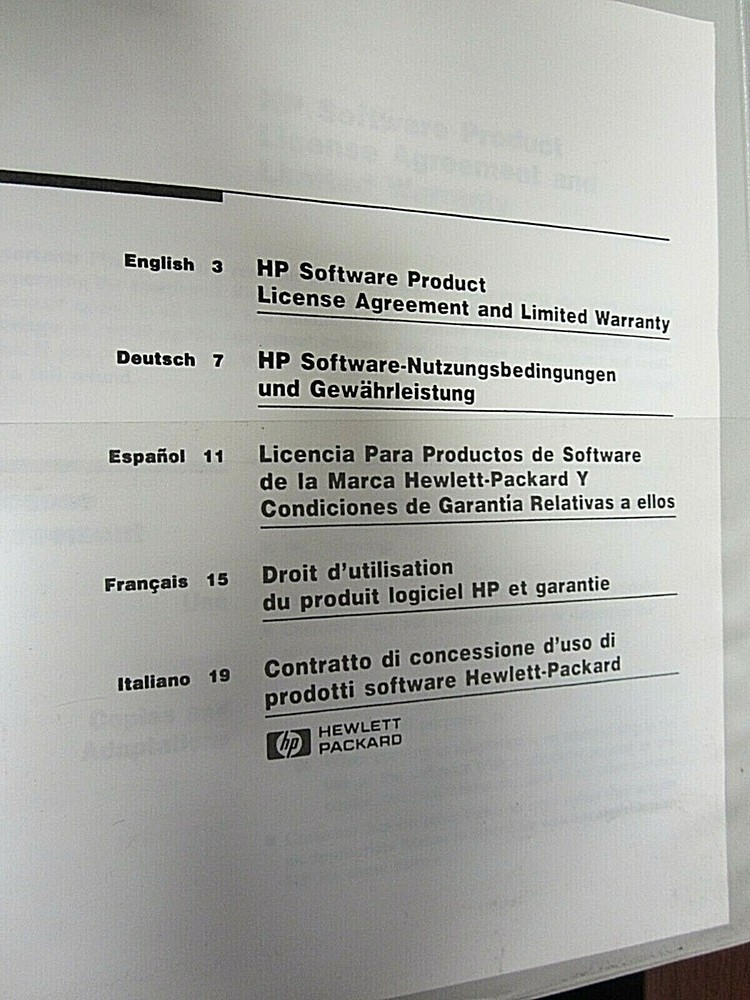 English 3 HP Software Product
License Agreement and Limited Warranty
Deutsch 7 HP Software-Nutzungsbedingungen
und Gewährleistung
Español 11 Licencia Para Productos de Software
de la Marca Hewlett-Packard Y
Condiciones de Garantía Relativas a ellos
Français 15 Droit d'utilisation
du produit logiciel HP et garantie
Italiano 19 Contratto di concessione d'uso di
prodotti software Hewlett-Packard
hp HEWLETT
PACKARD